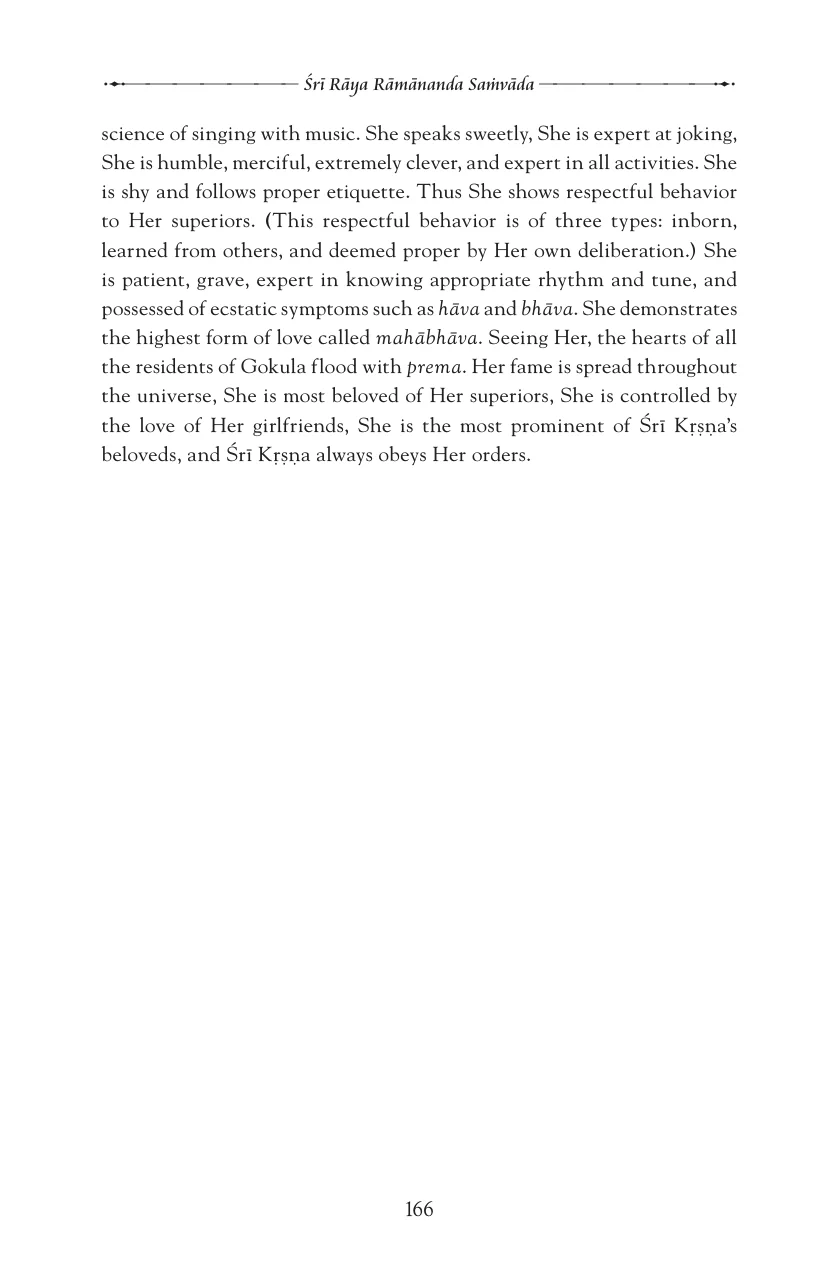 Śrī Rāya Rāmānanda Saṁvāda
science of singing with music. She speaks sweetly, She is expert at joking,
She is humble, merciful, extremely clever, and expert in all activities. She
is shy and follows proper etiquette. Thus She shows respectful behavior
to Her superiors. (This respectful behavior is of three types: inborn,
learned from others, and deemed proper by Her own deliberation.) She
is patient, grave, expert in knowing appropriate rhythm and tune, and
possessed of ecstatic symptoms such as hāva and bhāva. She demonstrates
the highest form of love called mahābhāva. Seeing Her, the hearts of all
the residents of Gokula flood with prema. Her fame is spread throughout
the universe, She is most beloved of Her superiors, She is controlled by
the love of Her girlfriends, She is the most prominent of Śrī Kṛṣṇa’s
beloveds, and Śrī Kṛṣṇa always obeys Her orders.
166